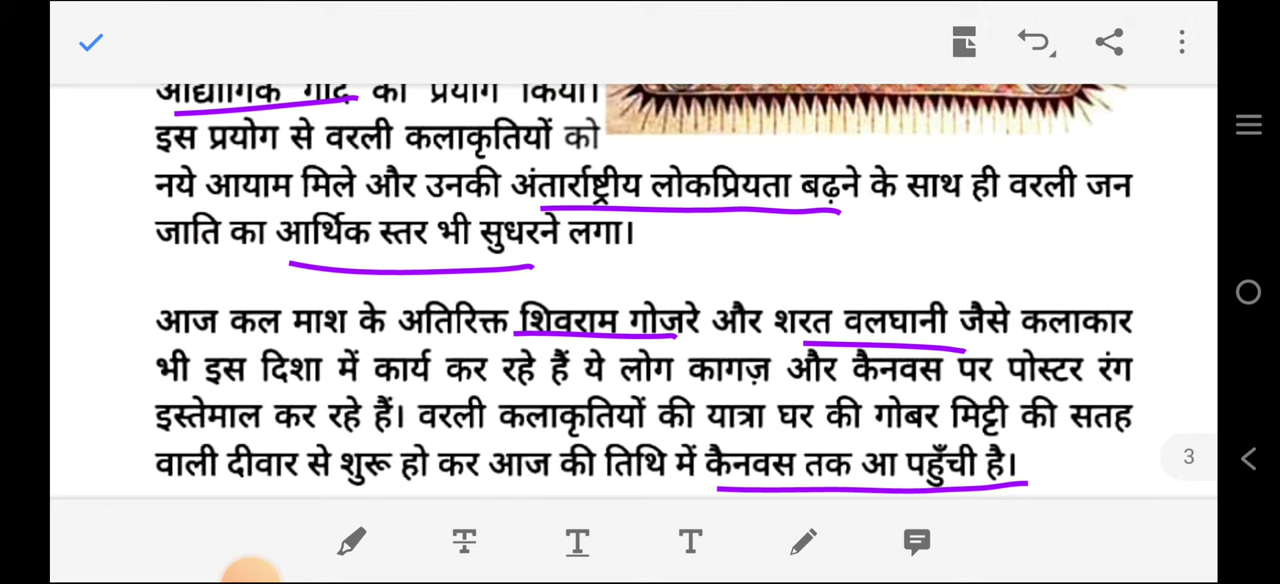 औद्योगिक गोंद का प्रयोग किया।
इस प्रयोग से वरली कलाकृतियों को
नये आयाम मिले और उनकी अंतार्राष्ट्रीय लोकप्रियता बढ़ने के साथ ही वरली जन
जाति का आर्थिक स्तर भी सुधरने लगा।
आज कल माश के अतिरिक्त शिवराम गोजरे और शरत वलघानी जैसे कलाकार
भी इस दिशा में कार्य कर रहे हैं ये लोग कागज़ और कैनवस पर पोस्टर रंग
इस्तेमाल कर रहे हैं। वरली कलाकृतियों की यात्रा घर की गोबर मिट्टी की सतह
वाली दीवार से शुरू हो कर आज की तिथि में कैनवस तक आ पहुँची है।
3
T T T